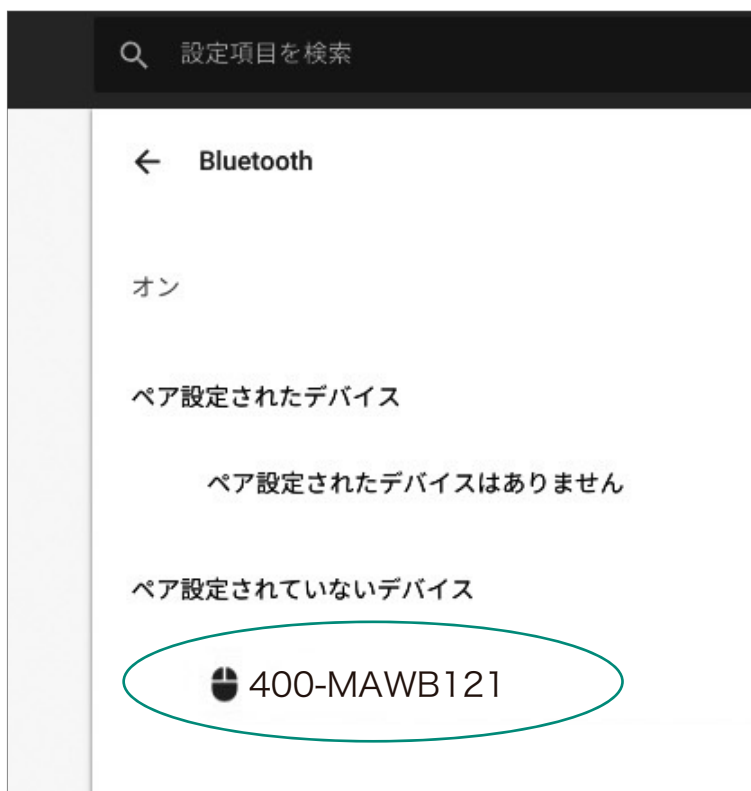 設定項目を検索
Bluetooth
オン
ペア設定されたデバイス
ペア設定されたデバイスはありません
ペア設定されていないデバイス
400-MAWB121